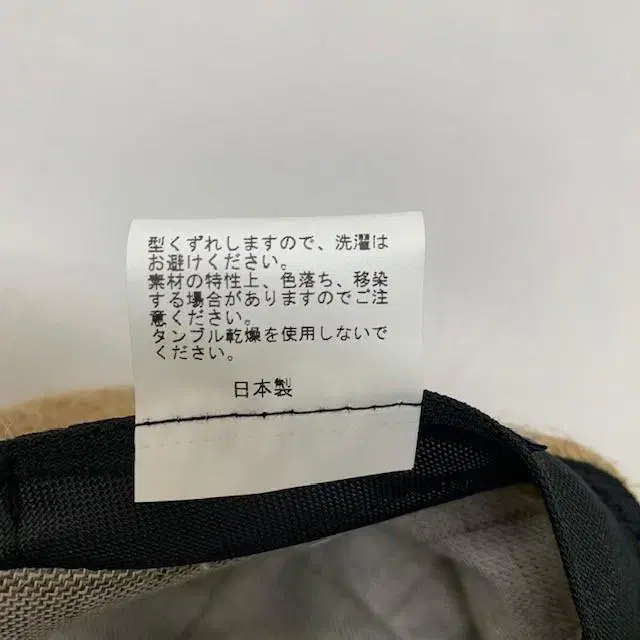 型くずれしますので、洗濯は
お避けください。
素材の特性上、色落ち、移染
する場合がありますのでご注
意ください。
タンブル乾燥を使用しないで
ください。
日本製